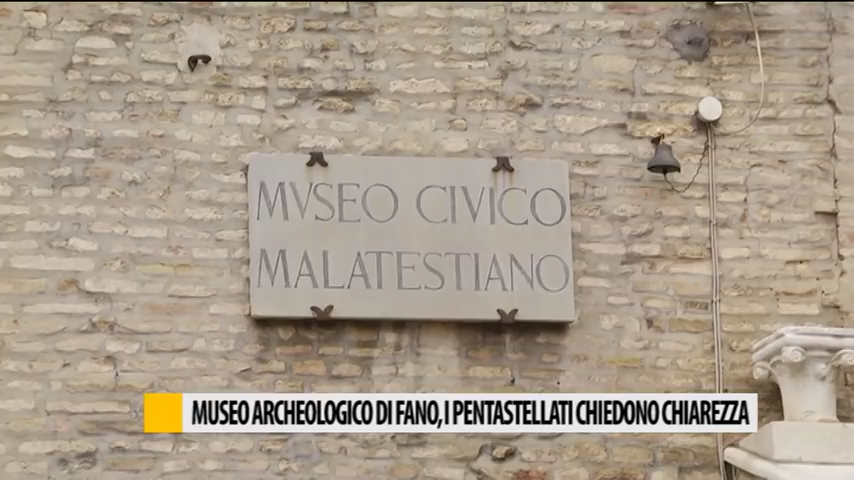 MVSEO CIVICO
MALATESTIANO
MUSEO ARCHEOLOGICO DI FANO, I PENTASTELLATI CHIEDONO CHIAREZZA